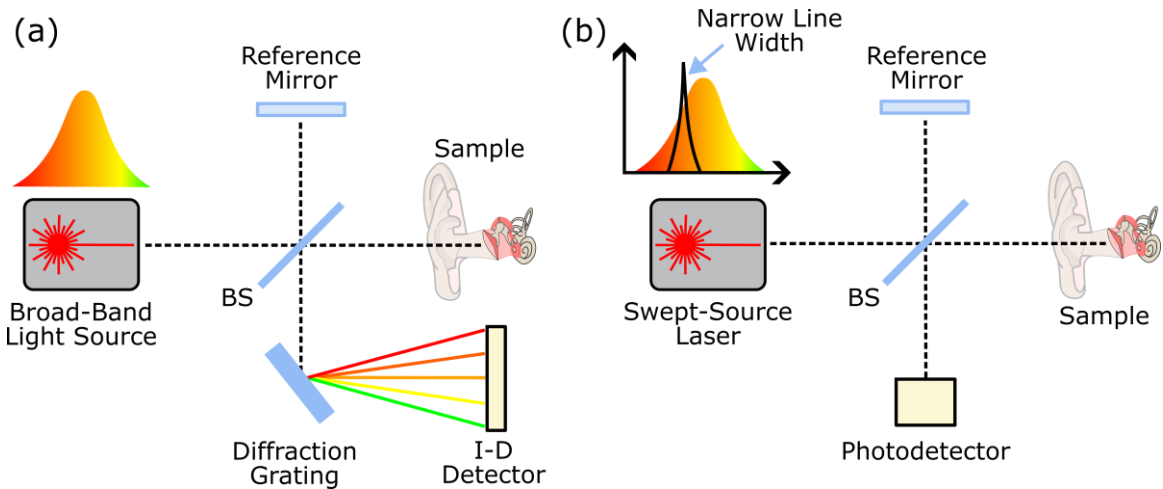 (a)
Reference
Mirror
Sample
BS
Broad-Band
Light Source
Diffraction
Grating
I-D
Detector
(b)
Narrow Line
Width
Reference
Mirror
BS
Swept-Source
Laser
Sample
Photodetector